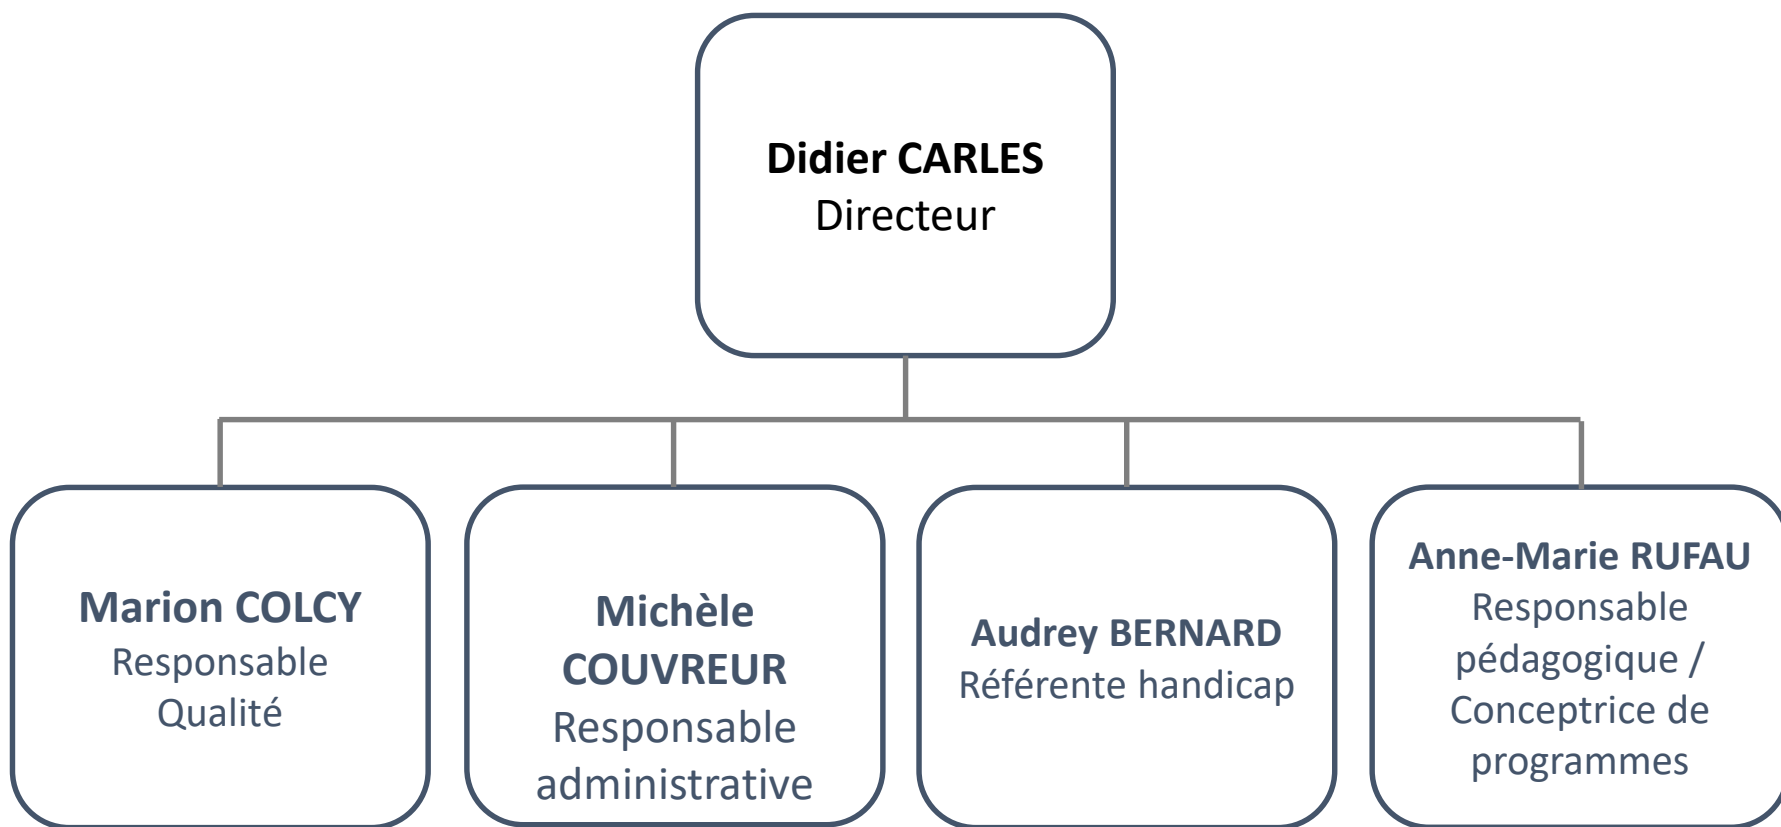 Didier CARLES
Directeur
Marion COLCY
Responsable
Qualité
Michèle
COUVREUR
Responsable
administrative
Audrey BERNARD
Référente handicap
Anne-Marie RUFAU
Responsable
pédagogique /
Conceptrice de
programmes